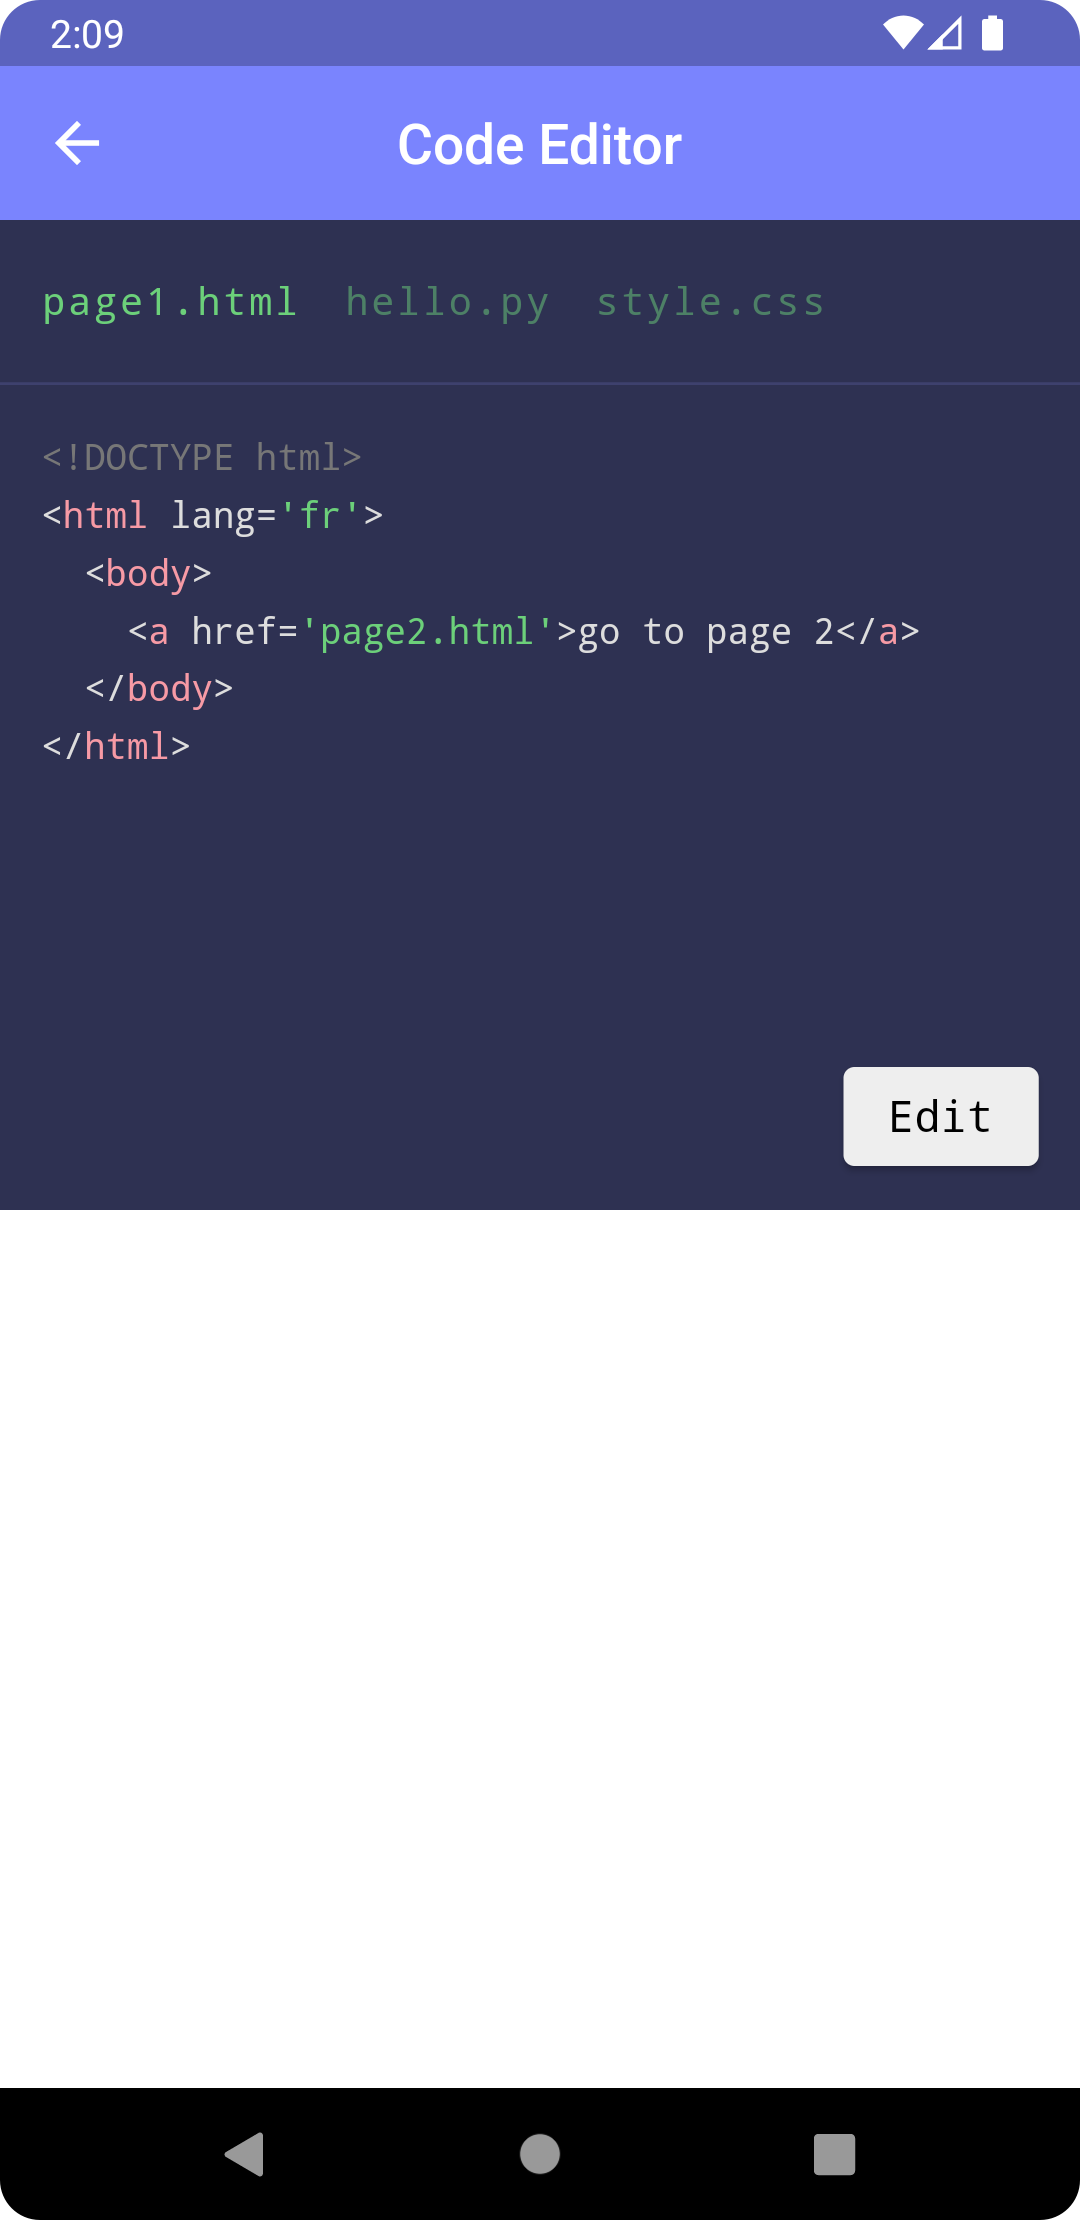 2:09
Code Editor
page1.html hello.py style.css
<!DOCTYPE html>
<html lang='fr'>
  <body>
    <a href='page2.html'>go to page 2</a>
  </body>
</html>
Edit